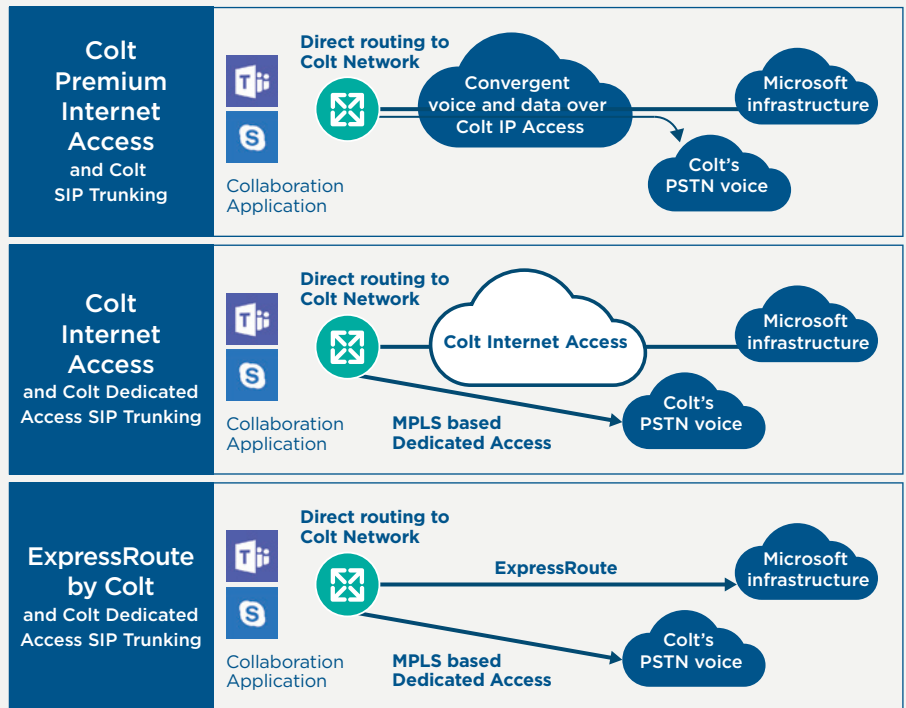 Colt
Premium
Internet
Access
and Colt
SIP Trunking
Direct routing to
Colt Network
Collaboration
Application
Convergent
voice and data over
Colt IP Access
Microsoft
infrastructure
Colt's
PSTN voice
Colt
Internet
Access
and Colt Dedicated
Access SIP Trunking
Direct routing to
Colt Network
Collaboration
Application
Colt Internet Access
MPLS based
Dedicated Access
Microsoft
infrastructure
Colt's
PSTN voice
ExpressRoute
by Colt
and Colt Dedicated
Access SIP Trunking
Direct routing to
Colt Network
Collaboration
Application
ExpressRoute
MPLS based
Dedicated Access
Microsoft
infrastructure
Colt's
PSTN voice